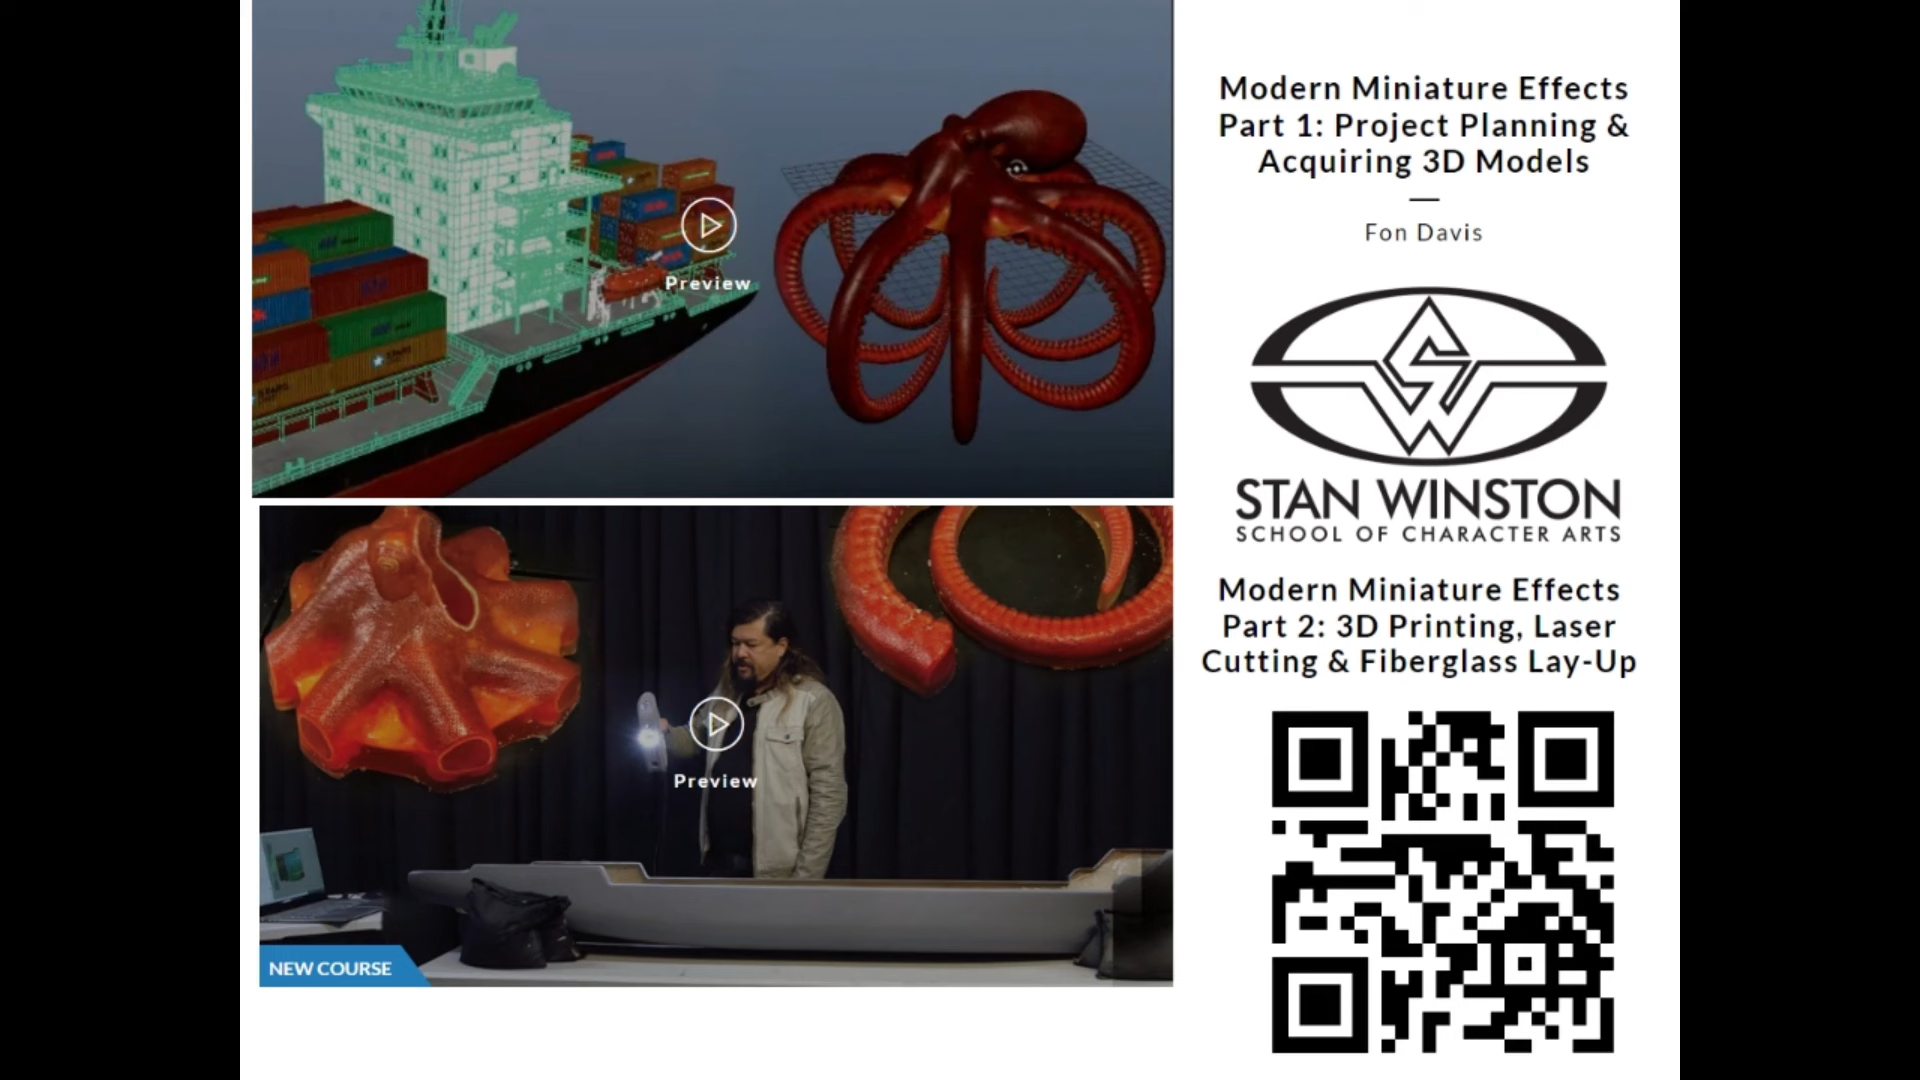 Modern Miniature Effects
Part 1: Project Planning &
Acquiring 3D Models
Fon Davis
Preview
STAN WINSTON
SCHOOL OF CHARACTER ARTS
Modern Miniature Effects
Part 2: 3D Printing, Laser
Cutting & Fiberglass Lay-Up
Preview
NEW COURSE